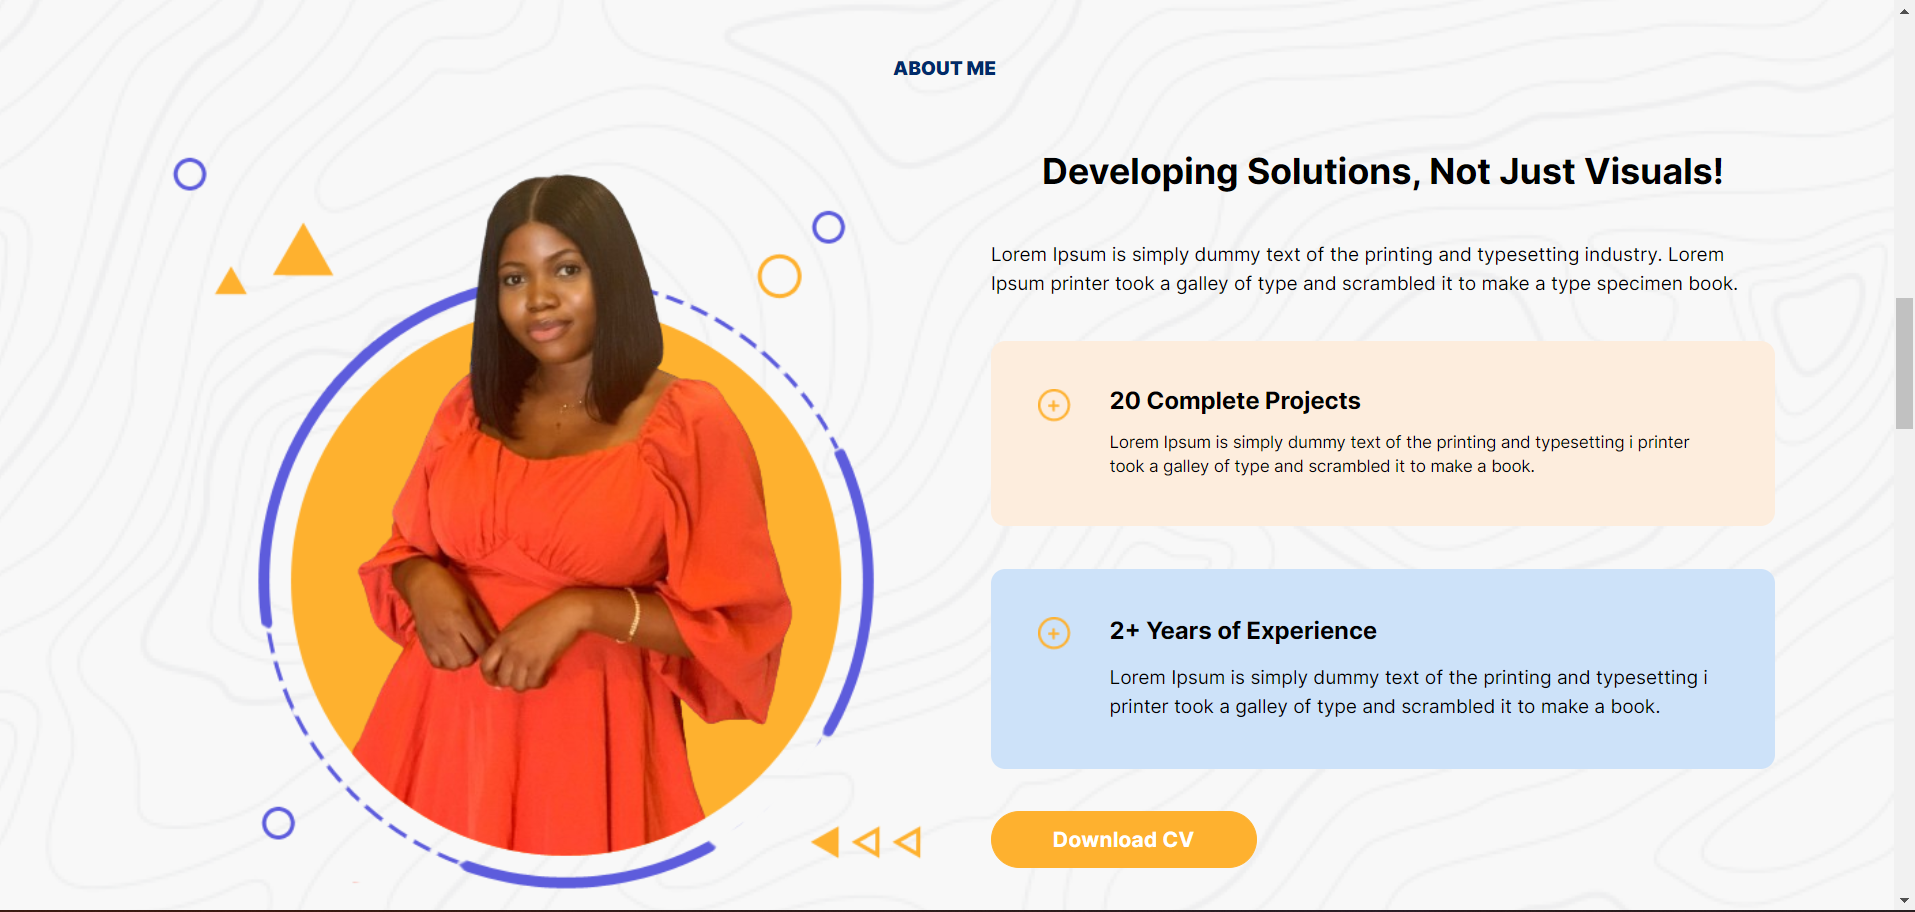 ABOUT ME
Developing Solutions, Not Just Visuals!
Lorem Ipsum is simply dummy text of the printing and typesetting industry. Lorem
Ipsum printer took a galley of type and scrambled it to make a type specimen book.
20 Complete Projects
Lorem Ipsum is simply dummy text of the printing and typesetting i printer
took a galley of type and scrambled it to make a book.
2+ Years of Experience
Lorem Ipsum is simply dummy text of the printing and typesetting i
printer took a galley of type and scrambled it to make a book.
Download CV